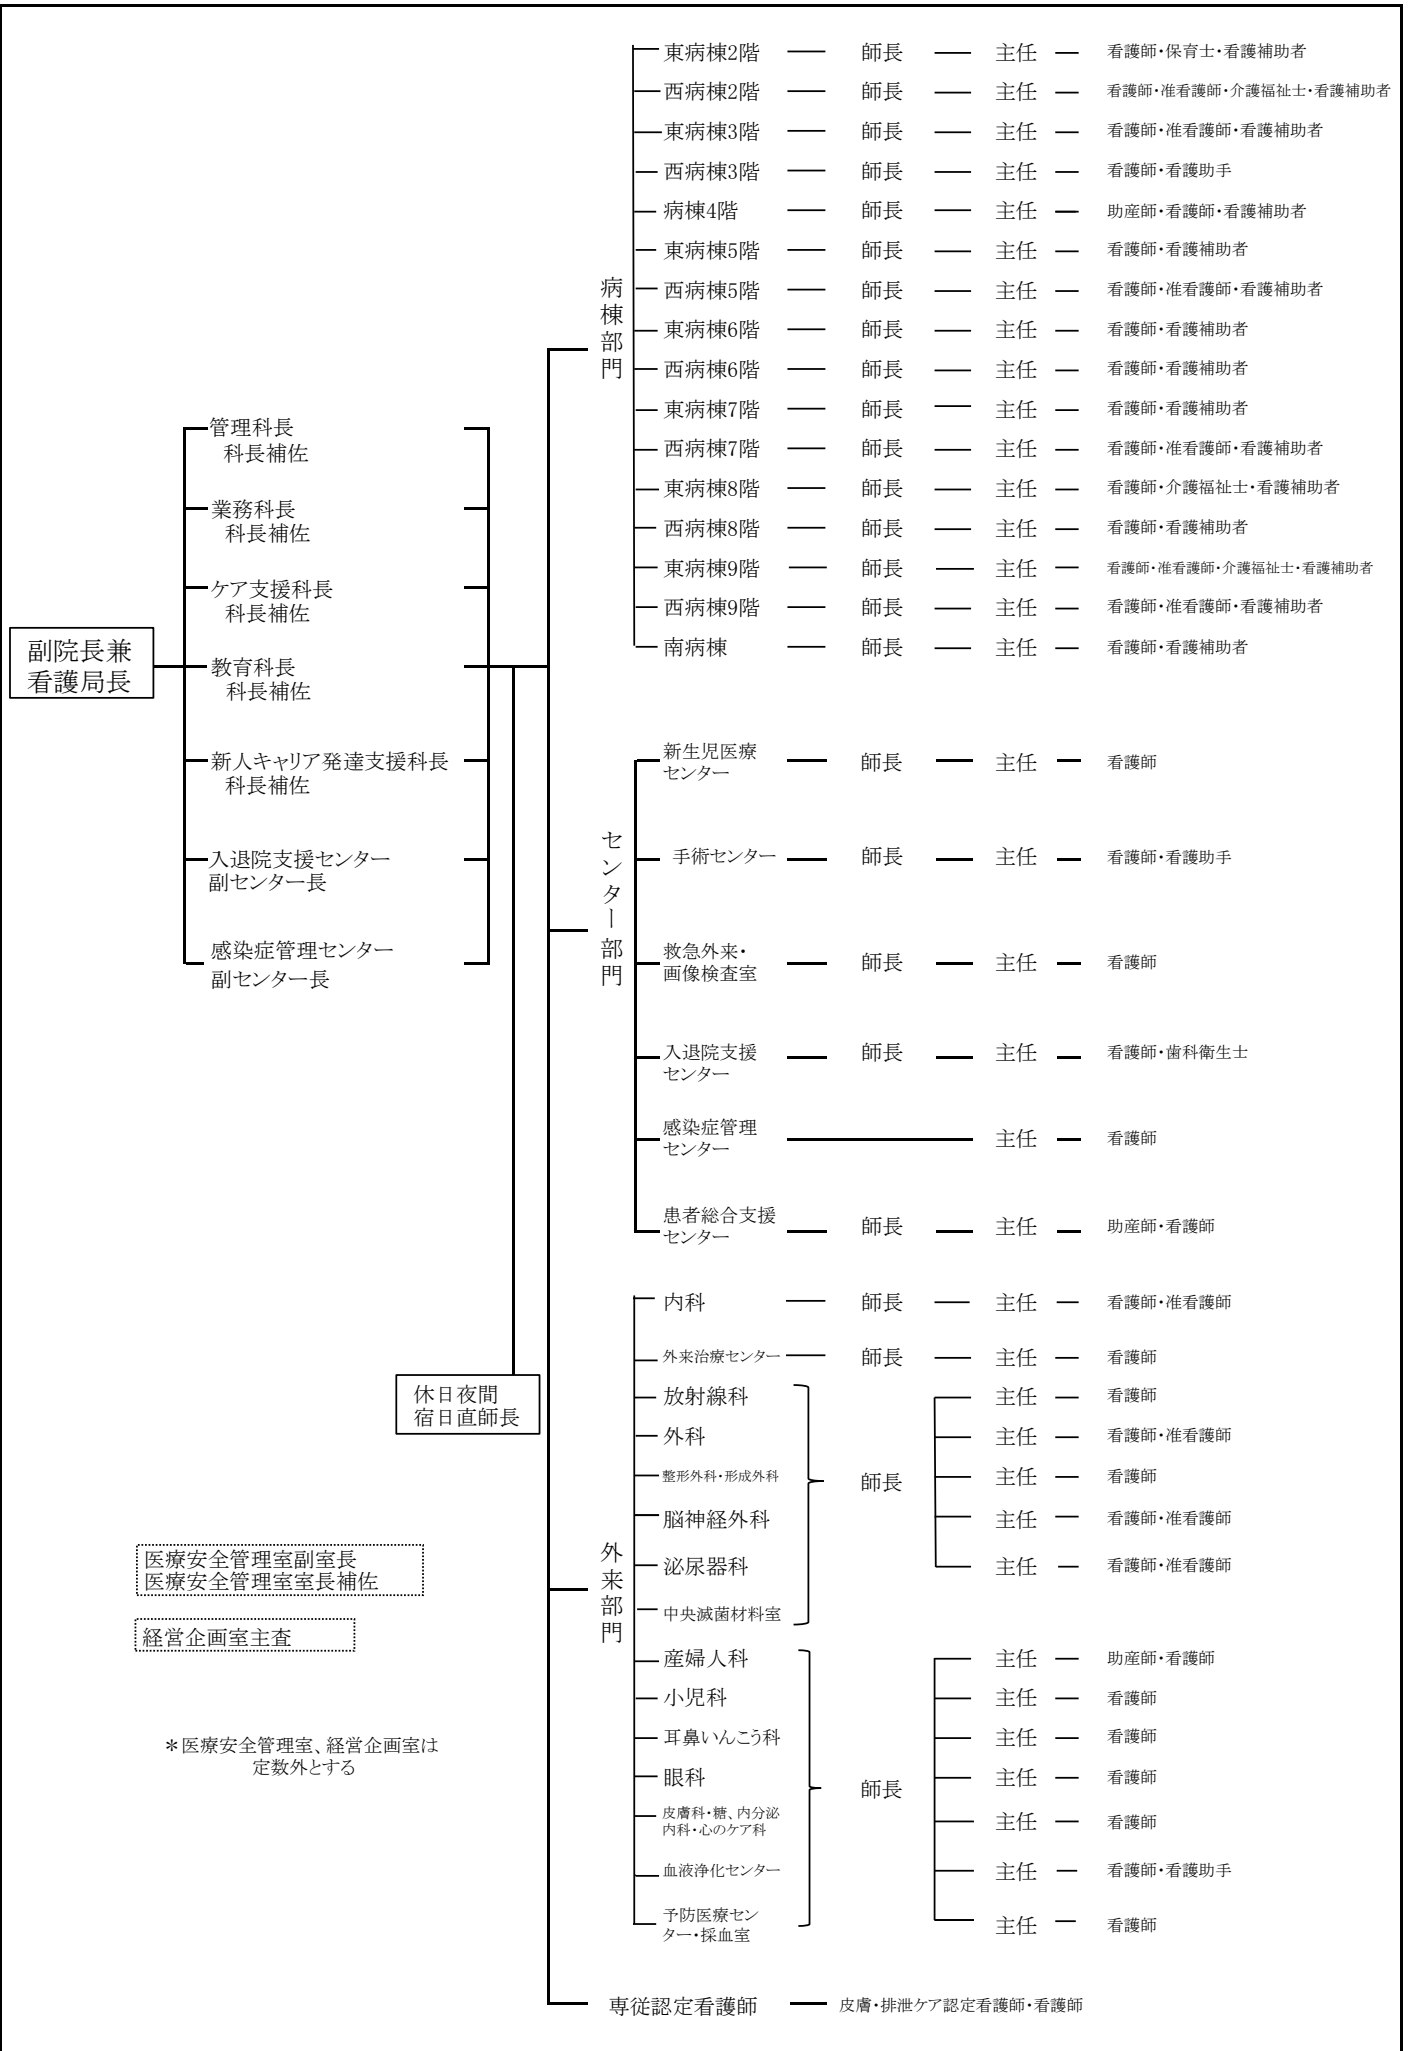 副院長兼
看護局長
管理科長
科長補佐
業務科長
科長補佐
ケア支援科長
科長補佐
教育科長
科長補佐
新人キャリア発達支援科長
科長補佐
入退院支援センター
副センター長
感染症管理センター
副センター長
休日夜間
宿日直師長
医療安全管理室副室長
医療安全管理室室長補佐
経営企画室主査
＊医療安全管理室、経営企画室は
定数外とする
病棟部門
東病棟2階 師長 主任 看護師・保育士・看護補助者
西病棟2階 師長 主任 看護師・准看護師・介護福祉士・看護補助者
東病棟3階 師長 主任 看護師・准看護師・看護補助者
西病棟3階 師長 主任 看護師・看護助手
病棟4階 師長 主任 助産師・看護師・看護補助者
東病棟5階 師長 主任 看護師・看護補助者
西病棟5階 師長 主任 看護師・准看護師・看護補助者
東病棟6階 師長 主任 看護師・看護補助者
西病棟6階 師長 主任 看護師・看護補助者
東病棟7階 師長 主任 看護師・看護補助者
西病棟7階 師長 主任 看護師・准看護師・看護補助者
東病棟8階 師長 主任 看護師・介護福祉士・看護補助者
西病棟8階 師長 主任 看護師・看護補助者
東病棟9階 師長 主任 看護師・准看護師・介護福祉士・看護補助者
西病棟9階 師長 主任 看護師・准看護師・看護補助者
南病棟 師長 主任 看護師・看護補助者
センター部門
新生児医療
センター 師長 主任 看護師
手術センター 師長 主任 看護師・看護助手
救急外来・
画像検査室 師長 主任 看護師
入退院支援
センター 師長 主任 看護師・歯科衛生士
感染症管理
センター 主任 看護師
患者総合支援
センター 師長 主任 助産師・看護師
外来部門
内科 師長 主任 看護師・准看護師
外来治療センター 師長 主任 看護師
放射線科 主任 看護師
外科 主任 看護師・准看護師
整形外科・形成外科 主任 看護師
師長
脳神経外科 主任 看護師・准看護師
泌尿器科 主任 看護師・准看護師
中央滅菌材料室
産婦人科 主任 助産師・看護師
小児科 主任 看護師
耳鼻いんこう科 主任 看護師
眼科 主任 看護師
師長
皮膚科・糖、内分泌
内科・心のケア科 主任 看護師
血液浄化センター 主任 看護師・看護助手
予防医療セン
ター・採血室 主任 看護師
専従認定看護師 皮膚・排泄ケア認定看護師・看護師